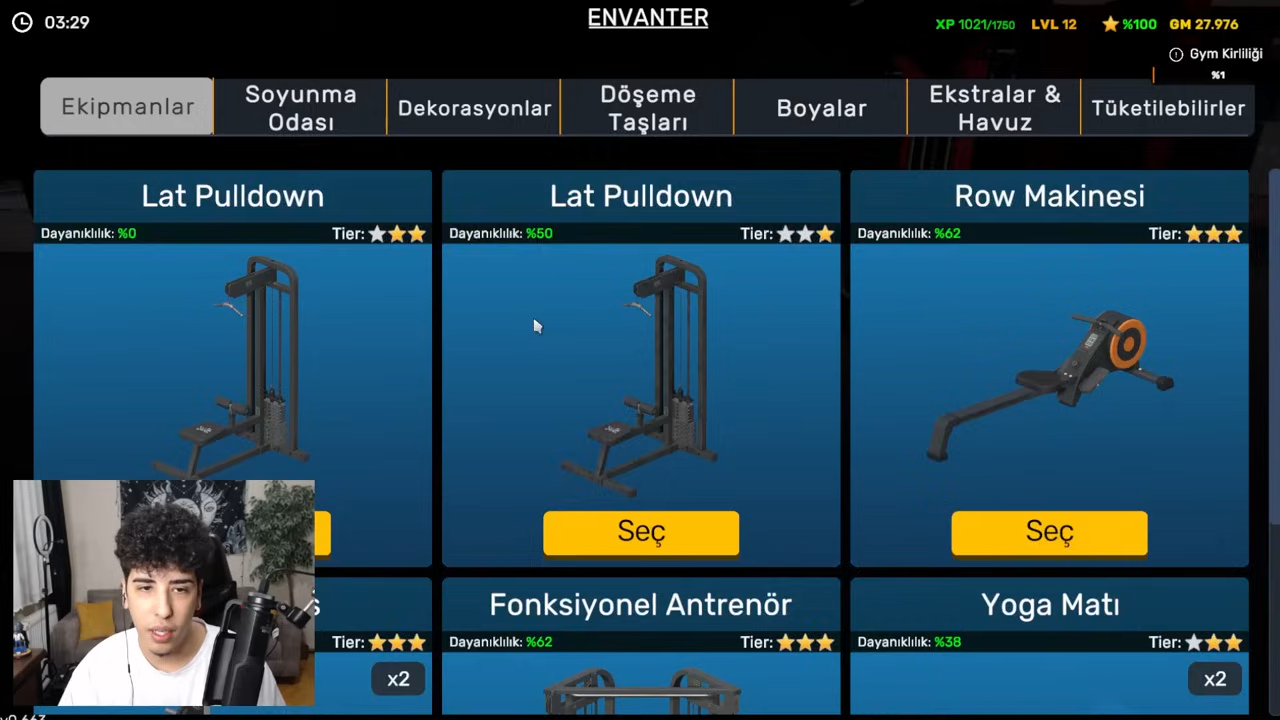 03:29
ENVANTER
XP 1021/1750 LVL 12 %100 GM 27.976
Gym Kirliliği
%1
Ekipmanlar
Soyunma
Odası
Dekorasyonlar
Döşeme
Taşları
Boyalar
Ekstralar &
Havuz
Tüketilebilirler
Lat Pulldown
Dayanıklılık: %0 Tier:
Lat Pulldown
Dayanıklılık: %50 Tier:
Seç
Row Makinesi
Dayanıklılık: %62 Tier:
Seç
Tier:
x2
Fonksiyonel Antrenör
Dayanıklılık: %62 Tier:
Yoga Matı
Dayanıklılık: %38 Tier:
x2